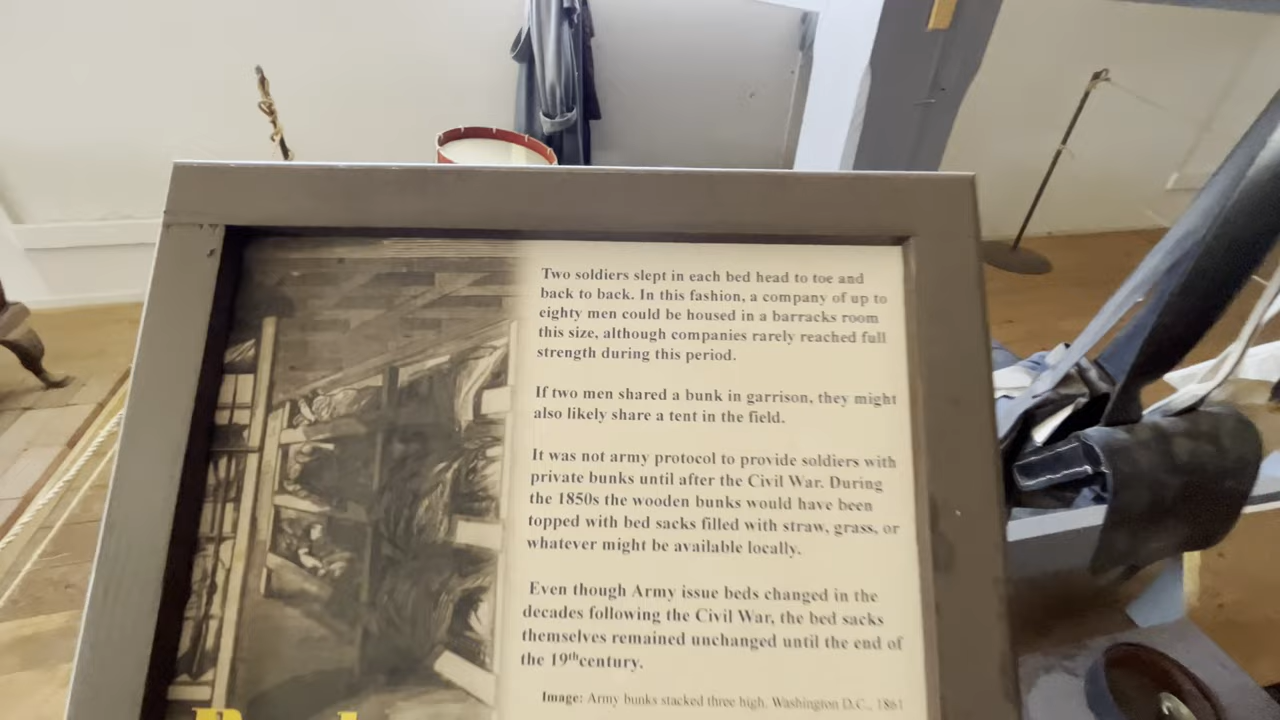 Two soldiers slept in each bed head to toe and
back to back. In this fashion, a company of up to
eighty men could be housed in a barracks room
this size, although companies rarely reached full
strength during this period.
If two men shared a bunk in garrison, they might
also likely share a tent in the field.
It was not army protocol to provide soldiers with
private bunks until after the Civil War. During
the 1850s the wooden bunks would have been
topped with bed sacks filled with straw, grass, or
whatever might be available locally.
Even though Army issue beds changed in the
decades following the Civil War, the bed sacks
themselves remained unchanged until the end of
the 19thcentury.
Image: Army bunks stacked three high. Washington D.C., 1861